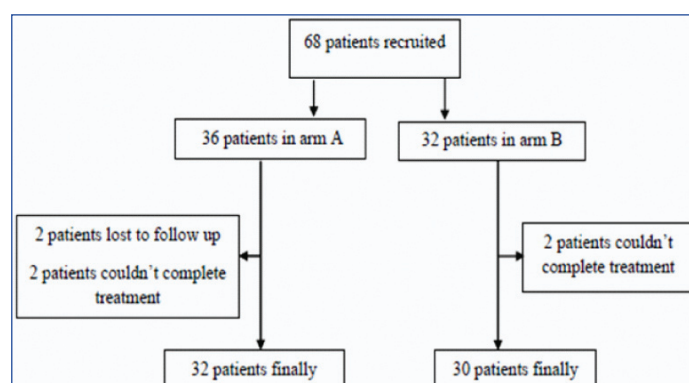 68 patients recruited
36 patients in arm A
32 patients in arm B
2 patients lost to follow up
2 patients couldn't complete
treatment
2 patients couldn't
complete treatment
32 patients finally
30 patients finally